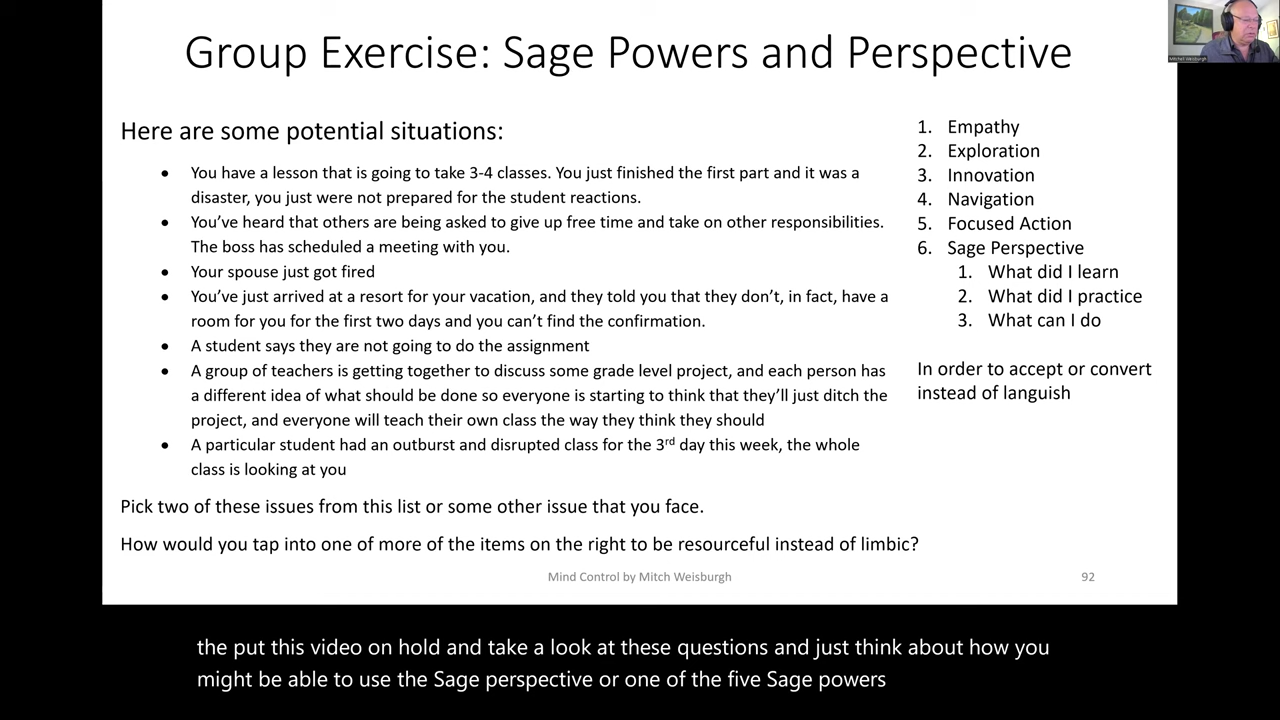 Group Exercise: Sage Powers and Perspective
Here are some potential situations:
• You have a lesson that is going to take 3-4 classes. You just finished the first part and it was a
disaster, you just were not prepared for the student reactions.
• You’ve heard that others are being asked to give up free time and take on other responsibilities.
The boss has scheduled a meeting with you.
• Your spouse just got fired
• You’ve just arrived at a resort for your vacation, and they told you that they don’t, in fact, have a
room for you for the first two days and you can’t find the confirmation.
• A student says they are not going to do the assignment
• A group of teachers is getting together to discuss some grade level project, and each person has
a different idea of what should be done so everyone is starting to think that they’ll just ditch the
project, and everyone will teach their own class the way they think they should
• A particular student had an outburst and disrupted class for the 3rd day this week, the whole
class is looking at you
Pick two of these issues from this list or some other issue that you face.
How would you tap into one of more of the items on the right to be resourceful instead of limbic?
1. Empathy
2. Exploration
3. Innovation
4. Navigation
5. Focused Action
6. Sage Perspective
1. What did I learn
2. What did I practice
3. What can I do
In order to accept or convert
instead of languish
Mind Control by Mitch Weisburgh
92
Mitchell Weisburgh
the put this video on hold and take a look at these questions and just think about how you
might be able to use the Sage perspective or one of the five Sage powers